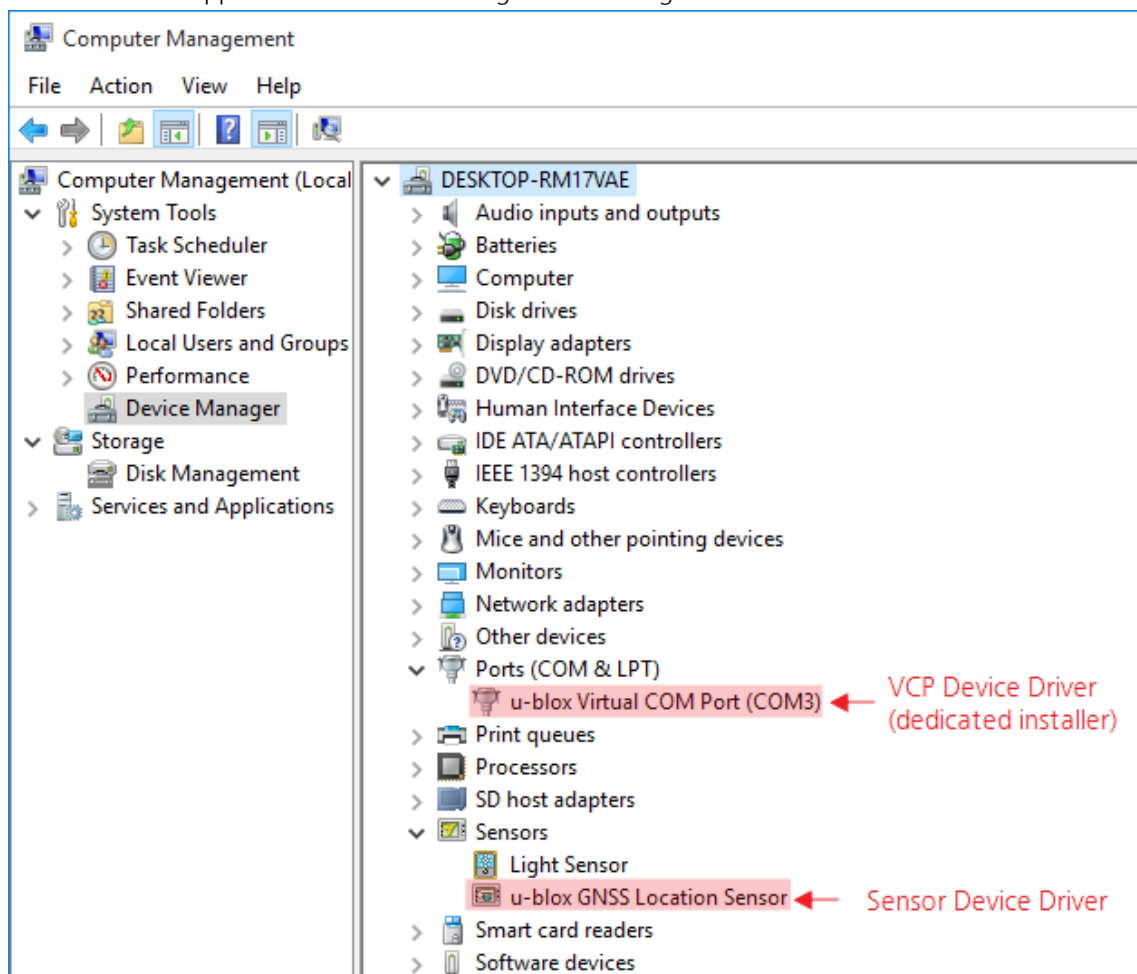 Computer Management
File Action View Help
Computer Management (Local
System Tools
Task Scheduler
Event Viewer
Shared Folders
Local Users and Groups
Performance
Device Manager
Storage
Disk Management
Services and Applications
DESKTOP-RM17VAE
Audio inputs and outputs
Batteries
Computer
Disk drives
Display adapters
DVD/CD-ROM drives
Human Interface Devices
IDE ATA/ATAPI controllers
IEEE 1394 host controllers
Keyboards
Mice and other pointing devices
Monitors
Network adapters
Other devices
Ports (COM & LPT)
u-blox Virtual COM Port (COM3)
VCP Device Driver
(dedicated installer)
Print queues
Processors
SD host adapters
Sensors
Light Sensor
u-blox GNSS Location Sensor
Sensor Device Driver
Smart card readers
Software devices